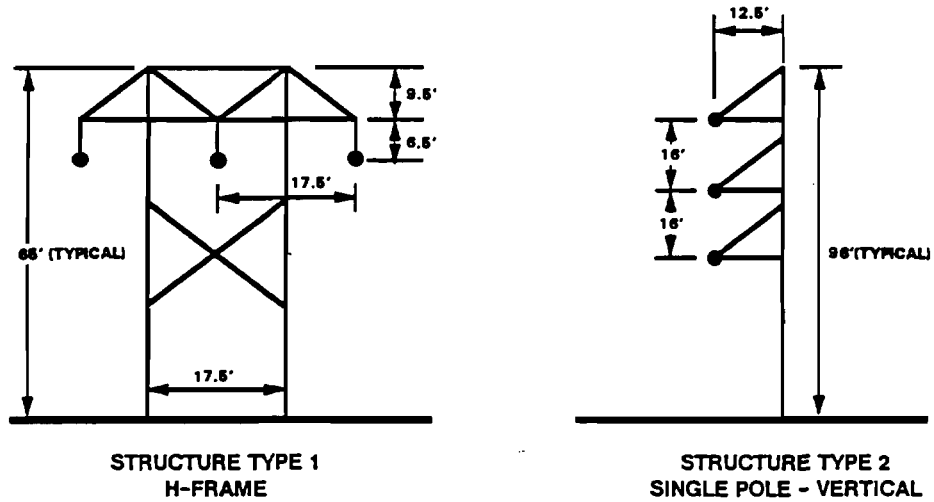 12.5'
9.5'
6.5'
17.5'
16'
16'
65' (TYPICAL)
96'(TYPICAL)
17.5'
STRUCTURE TYPE 1
H-FRAME
STRUCTURE TYPE 2
SINGLE POLE - VERTICAL